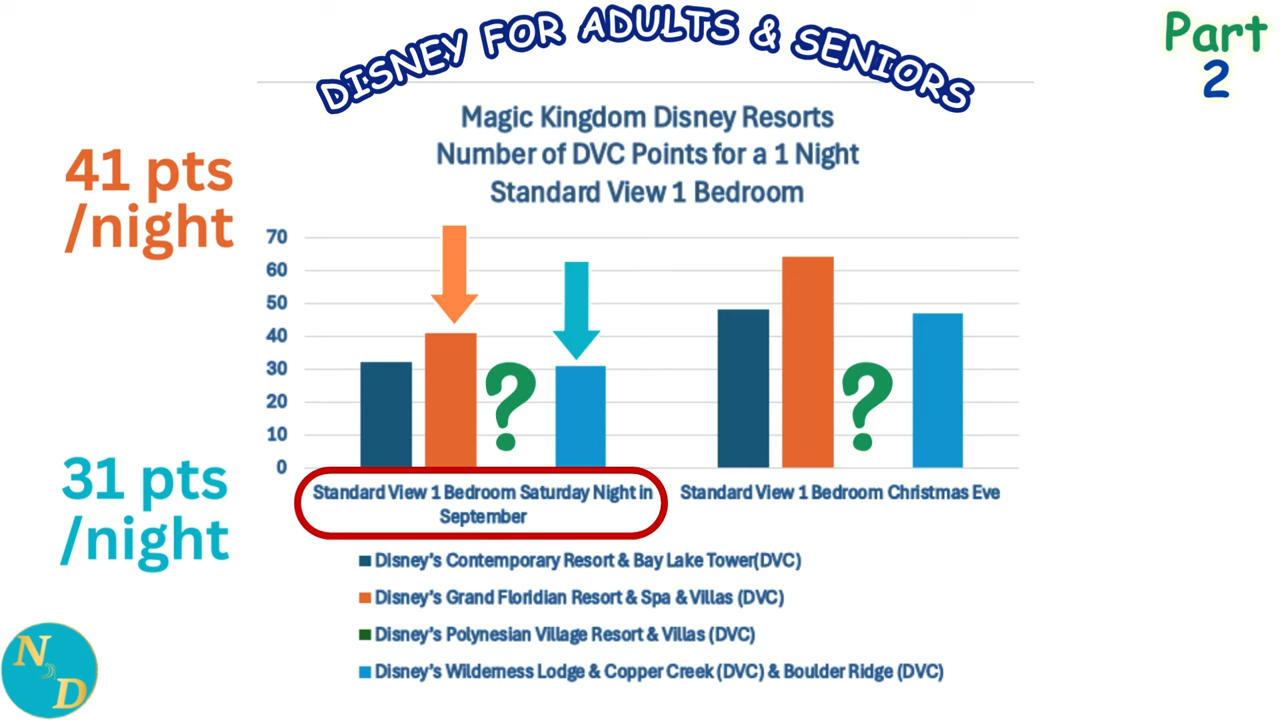 DISNEY FOR ADULTS & SENIORS
Part
2
Magic Kingdom Disney Resorts
Number of DVC Points for a 1 Night
Standard View 1 Bedroom
41 pts
/night
31 pts
/night
70
60
50
40
30
20
10
0
?
?
Standard View 1 Bedroom Saturday Night in
September
Standard View 1 Bedroom Christmas Eve
Disney's Contemporary Resort & Bay Lake Tower(DVC)
Disney's Grand Floridian Resort & Spa & Villas (DVC)
Disney's Polynesian Village Resort & Villas (DVC)
Disney's Wilderness Lodge & Copper Creek (DVC) & Boulder Ridge (DVC)
N
D